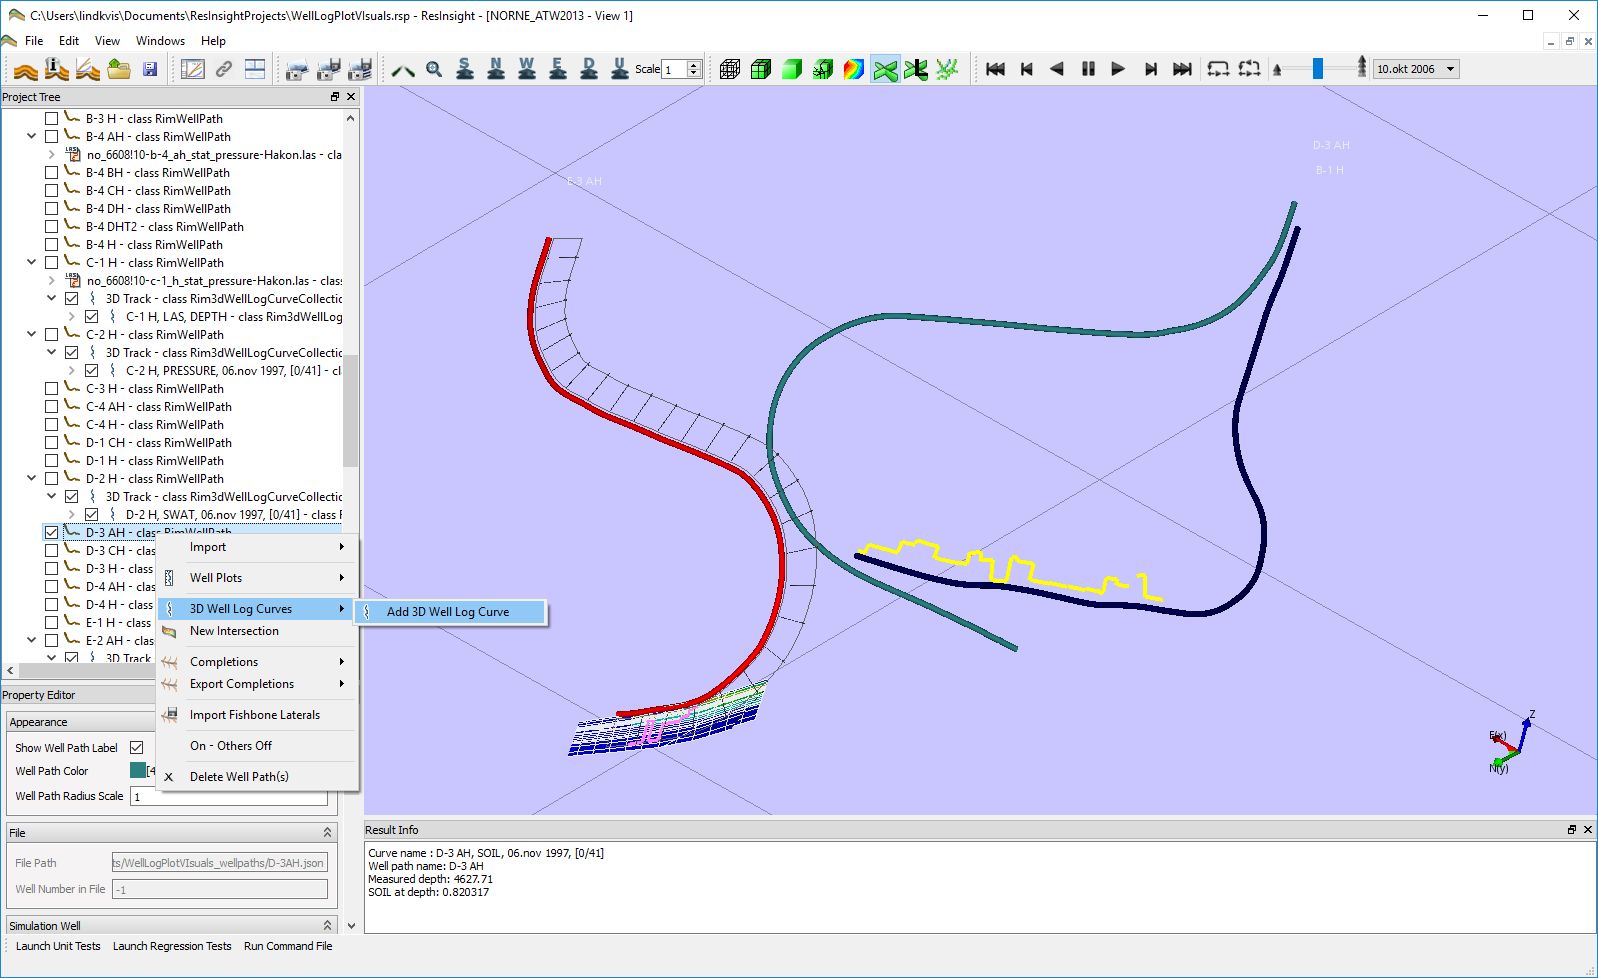 C:\Users\lindkvis\Documents\ResInsightProjects\WellLogPlotVIsuals.rsp - ResInsight - [NORNE_ATW2013 - View 1]
File Edit View Windows Help
S N W E D U Scale 1 10.okt 2006
Project Tree
B-3 H - class RimWellPath
B-4 AH - class RimWellPath
no_6608!10-b-4_ah_stat_pressure-Hakon.las - cla
B-4 BH - class RimWellPath
B-4 CH - class RimWellPath
B-4 DH - class RimWellPath
B-4 DHT2 - class RimWellPath
B-4 H - class RimWellPath
C-1 H - class RimWellPath
no_6608!10-c-1_h_stat_pressure-Hakon.las - class
3D Track - class Rim3dWellLogCurveCollectic
C-1 H, LAS, DEPTH - class Rim3dWellLog
C-2 H - class RimWellPath
3D Track - class Rim3dWellLogCurveCollectic
C-2 H, PRESSURE, 06.nov 1997, [0/41] - cl
C-3 H - class RimWellPath
C-4 AH - class RimWellPath
C-4 H - class RimWellPath
D-1 CH - class RimWellPath
D-1 H - class RimWellPath
D-2 H - class RimWellPath
3D Track - class Rim3dWellLogCurveCollectic
D-2 H, SWAT, 06.nov 1997, [0/41] - class F
D-3 AH - class RimWellPath
D-3 CH - clas
D-3 H - class
D-4 AH - clas
D-4 H - class
E-1 H - class
E-2 AH - clas
3D Track
Import
Well Plots
3D Well Log Curves
New Intersection
Completions
Export Completions
Import Fishbone Laterals
On - Others Off
X Delete Well Path(s)
Add 3D Well Log Curve
E-3 AH
D-3 AH
B-1 H
Z
E(x)
N(y)
Property Editor
Appearance
Show Well Path Label
Well Path Color [4
Well Path Radius Scale 1
File
File Path ts/WellLogPlotVIsuals_wellpaths/D-3AH.json
Well Number in File -1
Simulation Well
Result Info
Curve name : D-3 AH, SOIL, 06.nov 1997, [0/41]
Well path name: D-3 AH
Measured depth: 4627.71
SOIL at depth: 0.820317
Launch Unit Tests Launch Regression Tests Run Command File